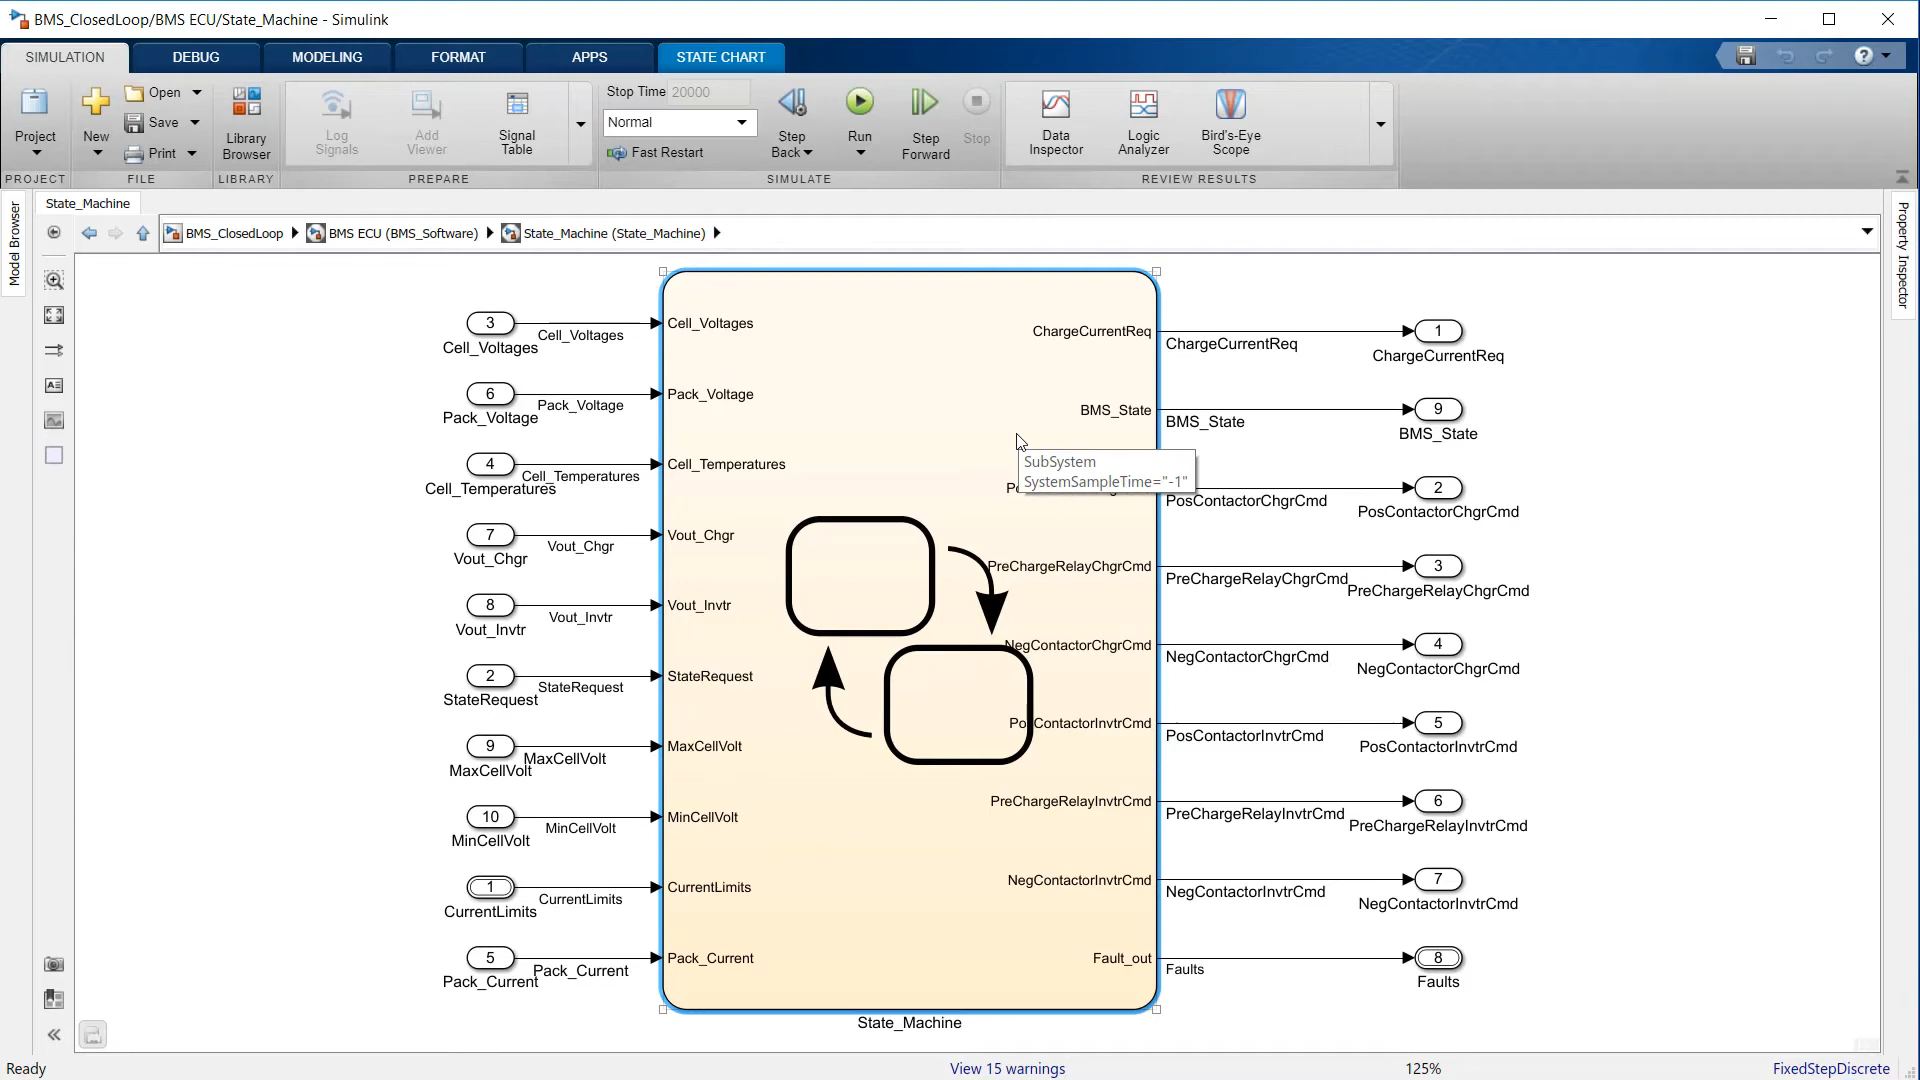 BMS_ClosedLoop/BMS ECU/State_Machine - Simulink
SIMULATION
DEBUG
MODELING
FORMAT
APPS
STATE CHART
Project
New
Open
Save
Print
Library
Browser
Log
Signals
Add
Viewer
Signal
Table
Stop Time 20000
Normal
Fast Restart
Step
Back
Run
Step
Forward
Stop
Data
Inspector
Logic
Analyzer
Bird's-Eye
Scope
PROJECT
FILE
LIBRARY
PREPARE
SIMULATE
REVIEW RESULTS
Model Browser
State_Machine
BMS_ClosedLoop
BMS ECU (BMS_Software)
State_Machine (State_Machine)
Property Inspector
3
Cell_Voltages
Cell_Voltages
Cell_Voltages
6
Pack_Voltage
Pack_Voltage
Pack_Voltage
4
Cell_Temperatures
Cell_Temperatures
Cell_Temperatures
7
Vout_Chgr
Vout_Chgr
Vout_Chgr
8
Vout_Invtr
Vout_Invtr
Vout_Invtr
2
StateRequest
StateRequest
StateRequest
9
MaxCellVolt
MaxCellVolt
MaxCellVolt
10
MinCellVolt
MinCellVolt
MinCellVolt
1
CurrentLimits
CurrentLimits
CurrentLimits
5
Pack_Current
Pack_Current
Pack_Current
ChargeCurrentReq
ChargeCurrentReq
1
ChargeCurrentReq
BMS_State
BMS_State
9
BMS_State
SubSystem
SystemSampleTime="-1"
PosContactorChgrCmd
2
PosContactorChgrCmd
PreChargeRelayChgrCmd
PreChargeRelayChgrCmd
3
PreChargeRelayChgrCmd
NegContactorChgrCmd
NegContactorChgrCmd
4
NegContactorChgrCmd
PosContactorInvtrCmd
PosContactorInvtrCmd
5
PosContactorInvtrCmd
PreChargeRelayInvtrCmd
PreChargeRelayInvtrCmd
6
PreChargeRelayInvtrCmd
NegContactorInvtrCmd
NegContactorInvtrCmd
7
NegContactorInvtrCmd
Fault_out
Faults
8
Faults
State_Machine
Ready
View 15 warnings
125%
FixedStepDiscrete